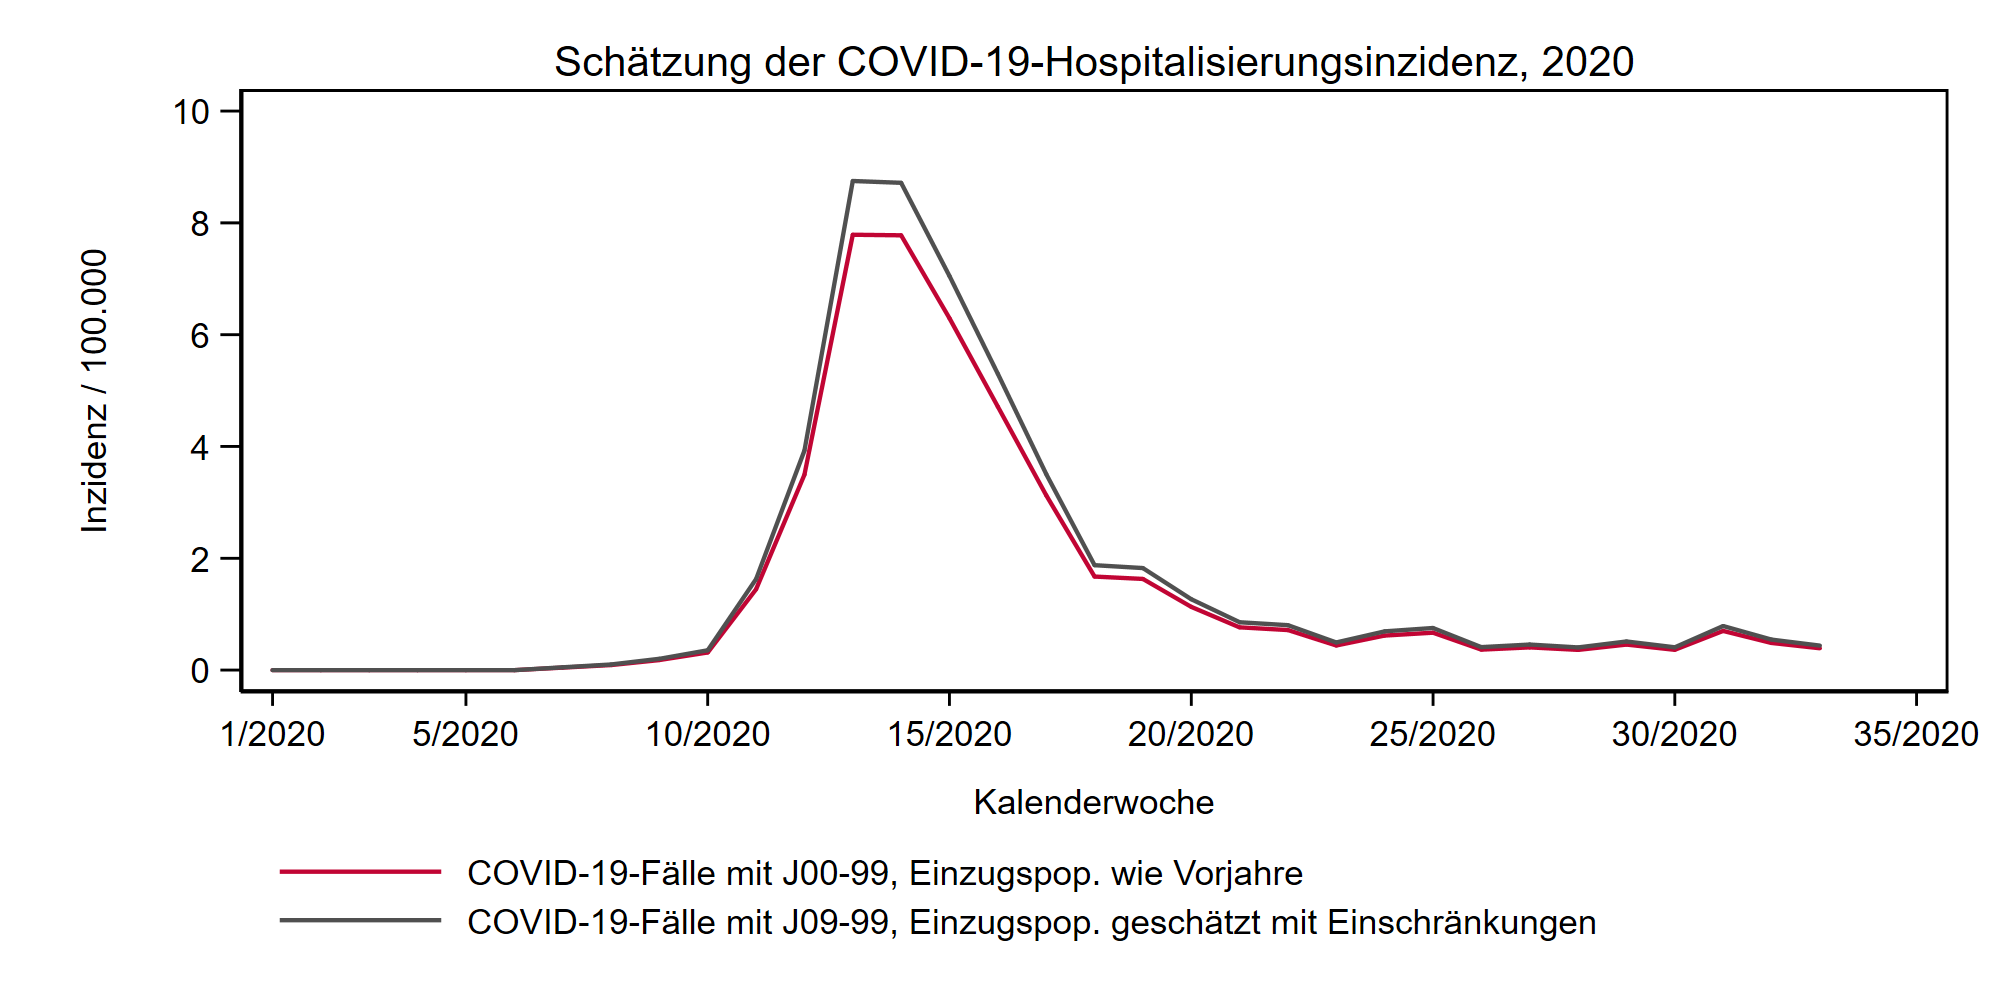 Schätzung der COVID-19-Hospitalisierungsinzidenz, 2020
10
8
6
4
2
0
Inzidenz / 100.000
1/2020 5/2020 10/2020 15/2020 20/2020 25/2020 30/2020 35/2020
Kalenderwoche
COVID-19-Fälle mit J00-99, Einzugspop. wie Vorjahre
COVID-19-Fälle mit J09-99, Einzugspop. geschätzt mit Einschränkungen